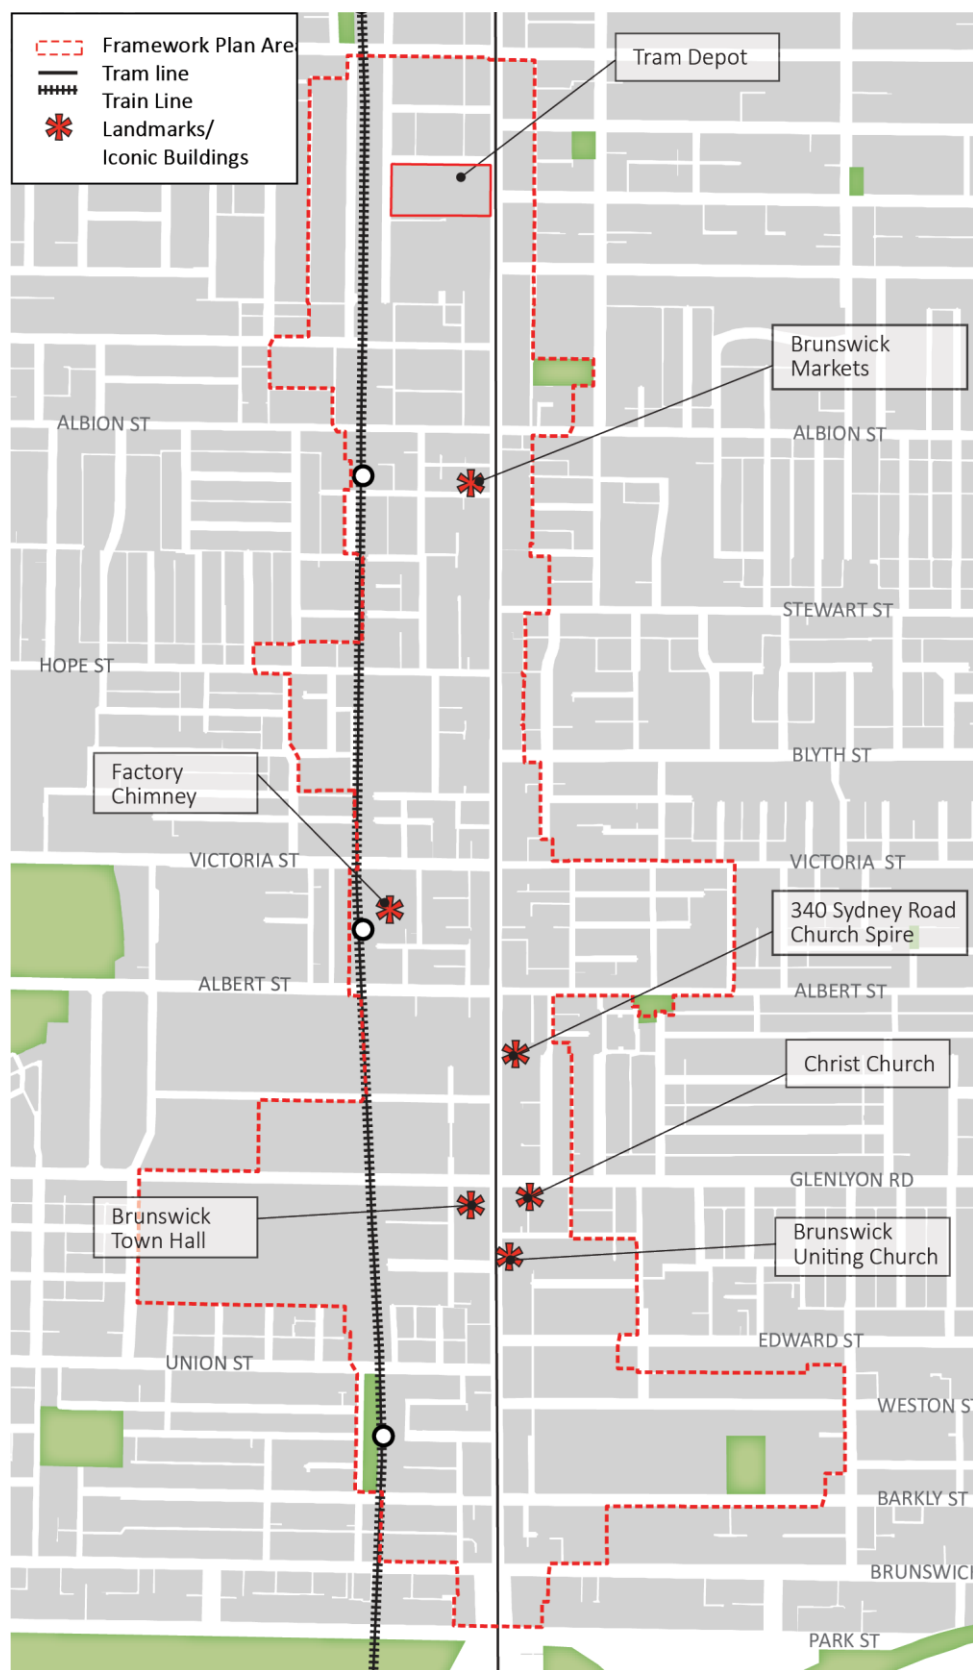 Framework Plan Area
Tram line
Train Line
Landmarks/
Iconic Buildings
Tram Depot
Brunswick
Markets
ALBION ST
ALBION ST
STEWART ST
HOPE ST
BLYTH ST
Factory
Chimney
VICTORIA ST
VICTORIA ST
340 Sydney Road
Church Spire
ALBERT ST
ALBERT ST
Christ Church
GLENLYON RD
Brunswick
Town Hall
Brunswick
Uniting Church
EDWARD ST
UNION ST
WESTON ST
BARKLY ST
BRUNSWICK
PARK ST